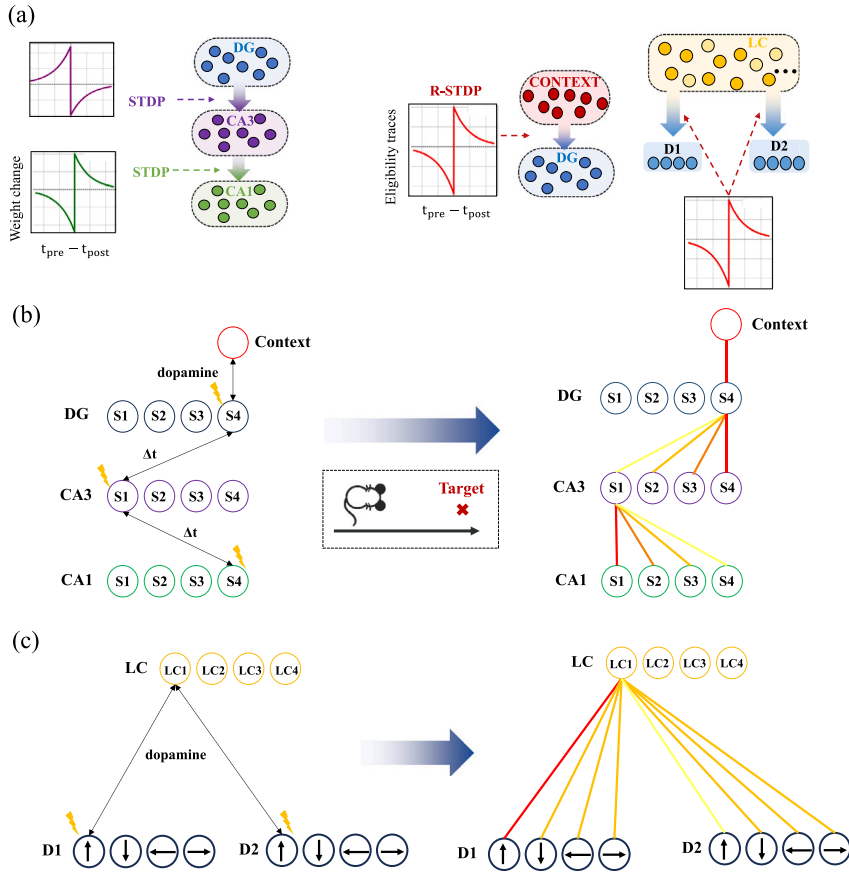 (a)
DG
STDP
CA3
STDP
CA1
Weight change
t_pre − t_post
R-STDP
CONTEXT
DG
Eligibility traces
t_pre − t_post
LC
...
D1 D2
(b)
Context
dopamine
DG S1 S2 S3 S4
Δt
CA3 S1 S2 S3 S4
Δt
CA1 S1 S2 S3 S4
Target
Context
DG S1 S2 S3 S4
CA3 S1 S2 S3 S4
CA1 S1 S2 S3 S4
(c)
LC LC1 LC2 LC3 LC4
dopamine
D1 ↑ ↓ ← → D2 ↑ ↓ ← →
LC LC1 LC2 LC3 LC4
D1 ↑ ↓ ← → D2 ↑ ↓ ← →